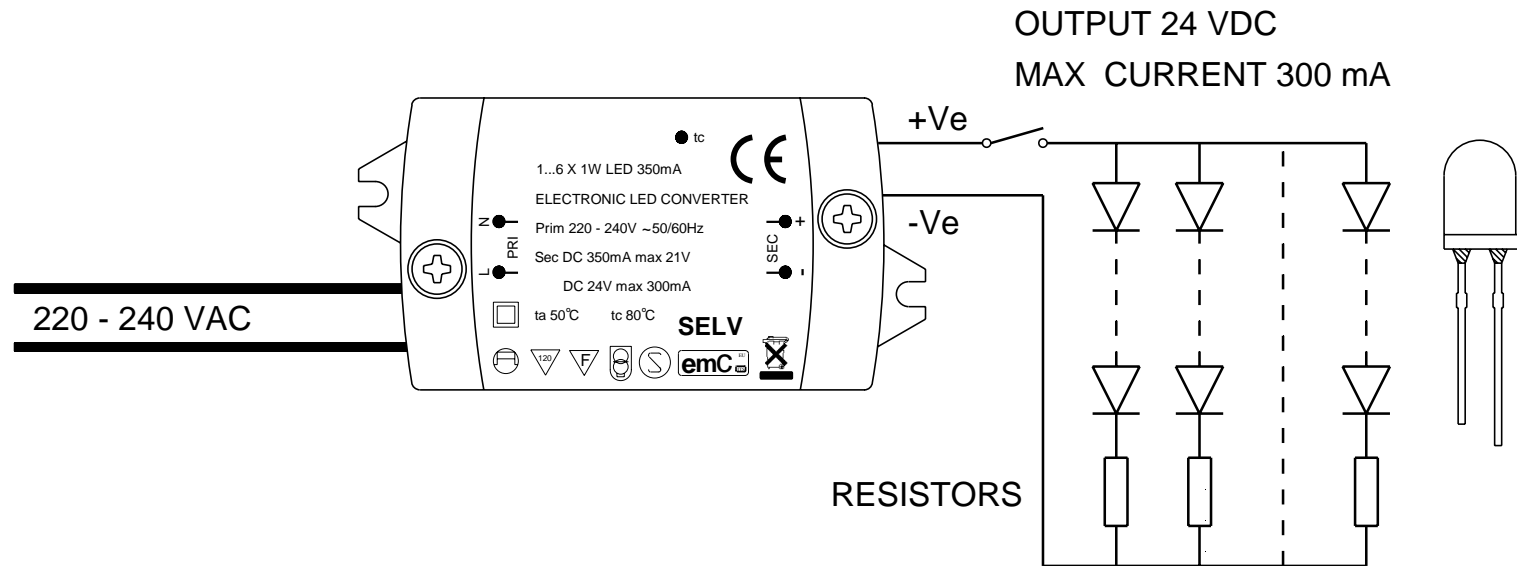 OUTPUT 24 VDC
MAX CURRENT 300 mA
+Ve
-Ve
tc
CE
1...6 X 1W LED 350mA
ELECTRONIC LED CONVERTER
Prim 220 - 240V ~50/60Hz
Sec DC 350mA max 21V
DC 24V max 300mA
N
PRI
L
+
SEC
-
ta 50°C tc 80°C
SELV
120
F
S
emC
220 - 240 VAC
RESISTORS